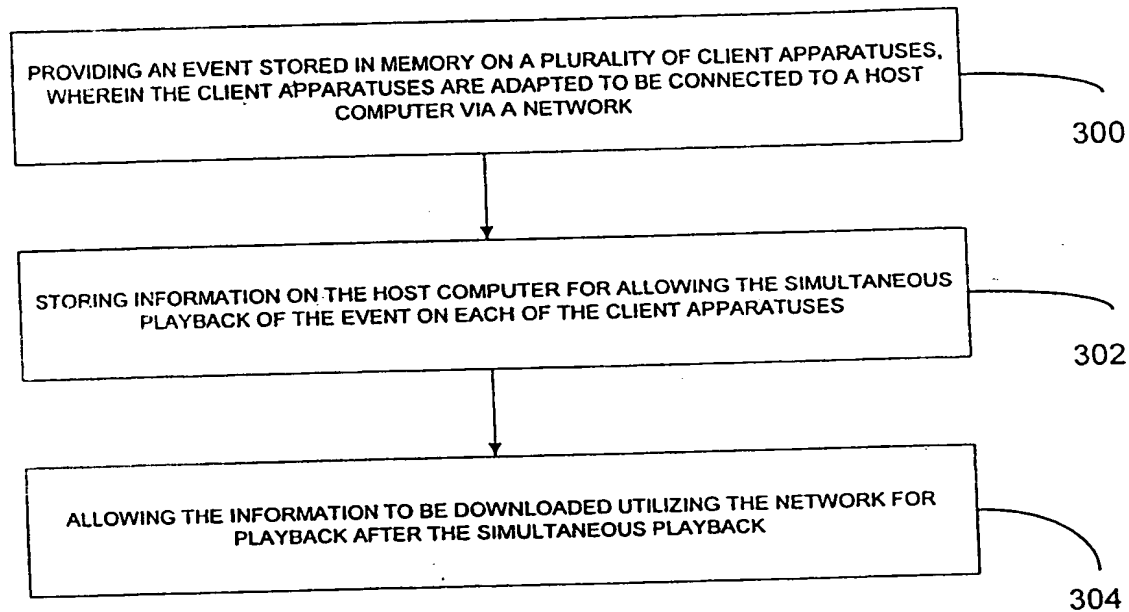 PROVIDING AN EVENT STORED IN MEMORY ON A PLURALITY OF CLIENT APPARATUSES,
WHEREIN THE CLIENT APPARATUSES ARE ADAPTED TO BE CONNECTED TO A HOST
COMPUTER VIA A NETWORK
300
STORING INFORMATION ON THE HOST COMPUTER FOR ALLOWING THE SIMULTANEOUS
PLAYBACK OF THE EVENT ON EACH OF THE CLIENT APPARATUSES
302
ALLOWING THE INFORMATION TO BE DOWNLOADED UTILIZING THE NETWORK FOR
PLAYBACK AFTER THE SIMULTANEOUS PLAYBACK
304